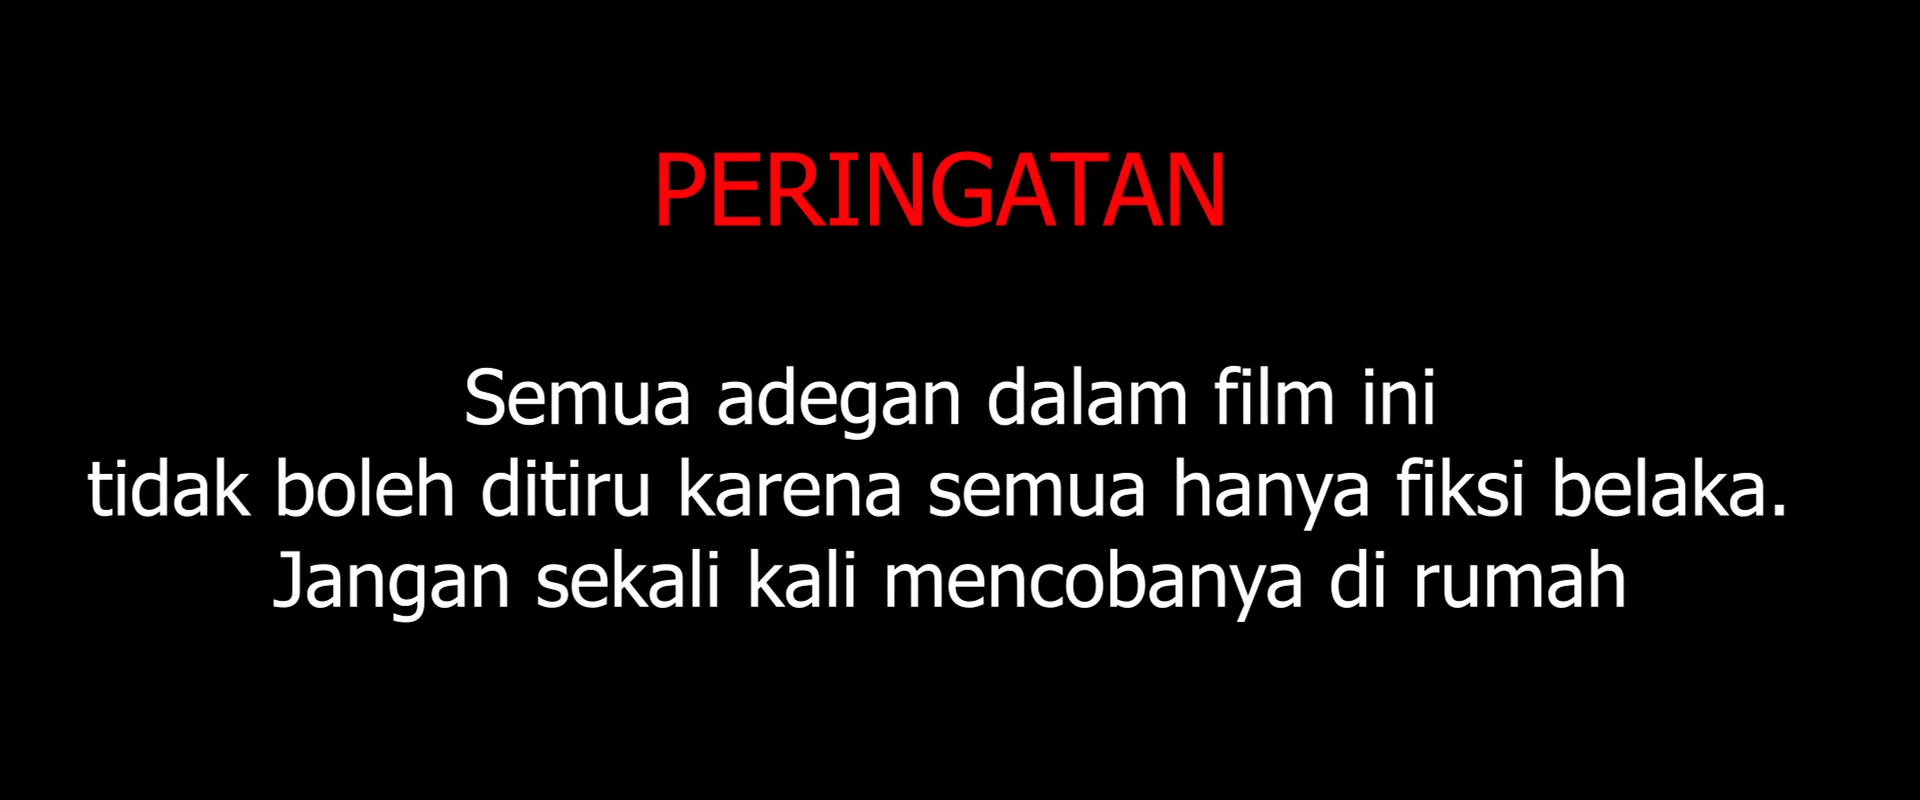 PERINGATAN
Semua adegan dalam film ini
tidak boleh ditiru karena semua hanya fiksi belaka.
Jangan sekali kali mencobanya di rumah